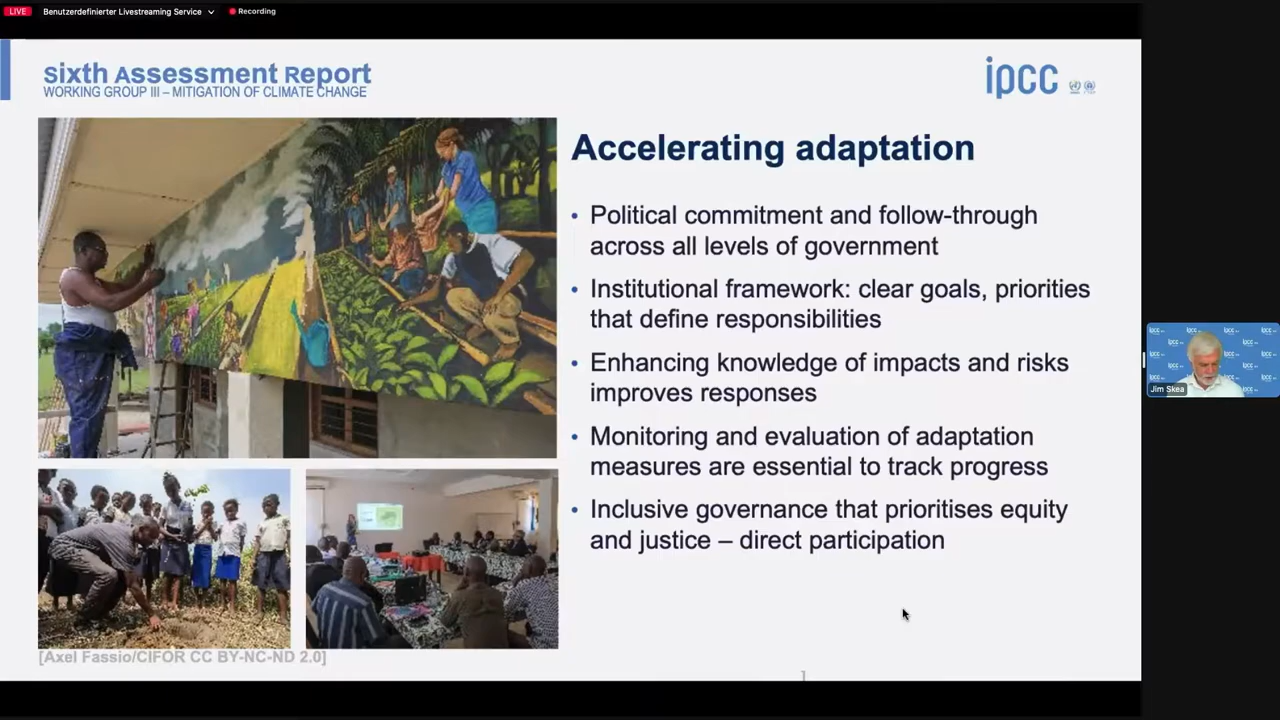 LIVE
Benutzerdefinierter Livestreaming Service
Recording
Sixth Assessment Report
WORKING GROUP III – MITIGATION OF CLIMATE CHANGE
ipcc
Accelerating adaptation
• Political commitment and follow-through
across all levels of government
• Institutional framework: clear goals, priorities
that define responsibilities
• Enhancing knowledge of impacts and risks
improves responses
• Monitoring and evaluation of adaptation
measures are essential to track progress
• Inclusive governance that prioritises equity
and justice – direct participation
[Axel Fassio/CIFOR CC BY-NC-ND 2.0]
ipcc
Jim Skea